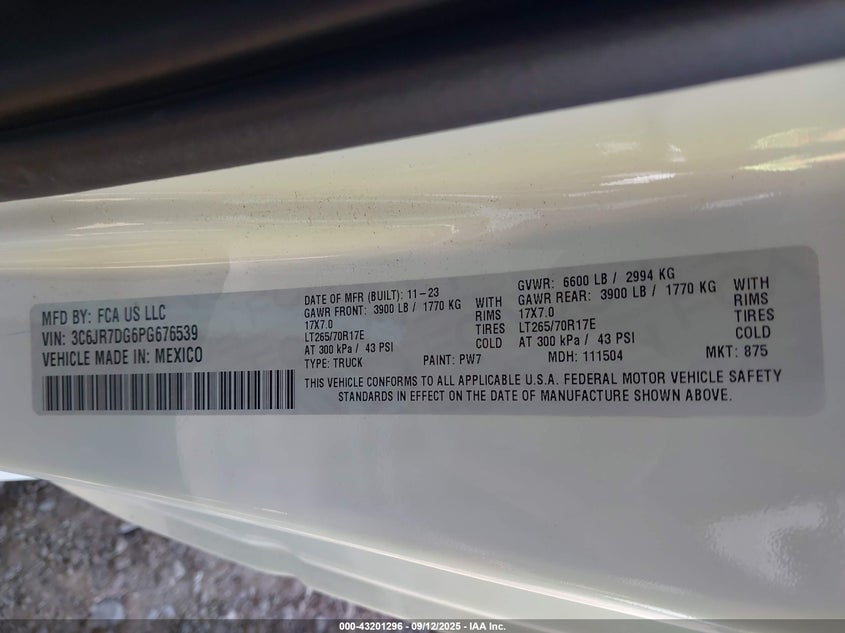 MFD BY: FCA US LLC
VIN: 3C6JR7DG6PG676539
VEHICLE MADE IN: MEXICO
DATE OF MFR (BUILT): 11-23
GAWR FRONT: 3900 LB / 1770 KG WITH
17X7.0 RIMS
LT265/70R17E TIRES
AT 300 kPa / 43 PSI COLD
TYPE: TRUCK PAINT: PW7
GVWR: 6600 LB / 2994 KG
GAWR REAR: 3900 LB / 1770 KG WITH
17X7.0 RIMS
LT265/70R17E TIRES
AT 300 kPa / 43 PSI COLD
MDH: 111504 MKT: 875
THIS VEHICLE CONFORMS TO ALL APPLICABLE U.S.A. FEDERAL MOTOR VEHICLE SAFETY
STANDARDS IN EFFECT ON THE DATE OF MANUFACTURE SHOWN ABOVE.
000-43201296 - 09/12/2025 - IAA Inc.